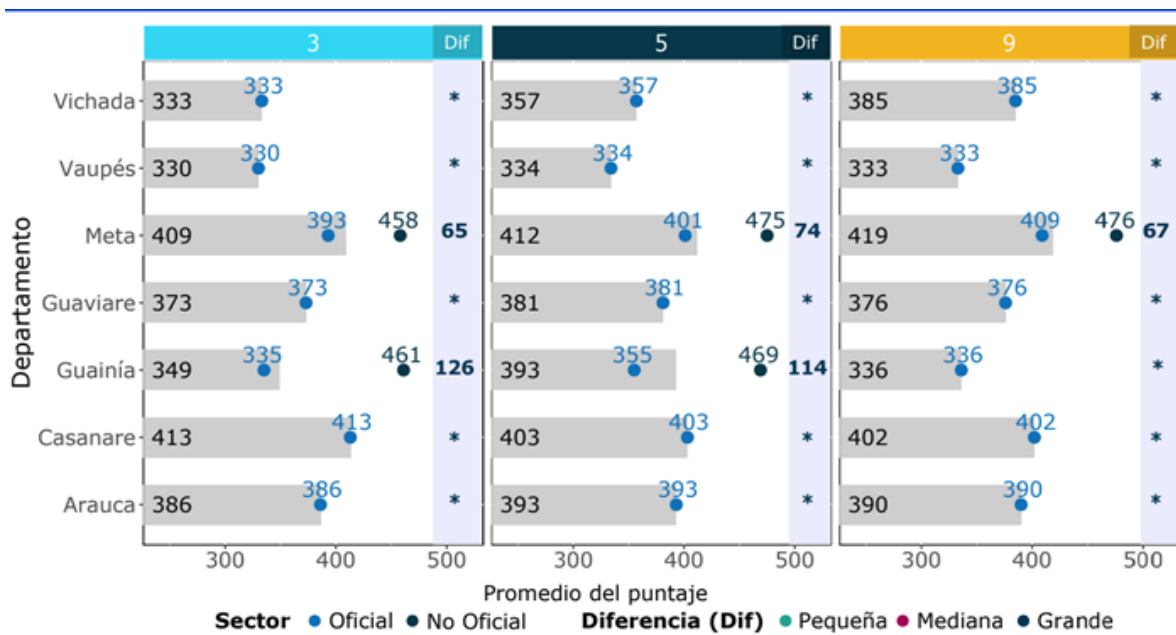 3 Dif 5 Dif 9 Dif
Departamento
Vichada 333 333 * 357 357 * 385 385 *
Vaupés 330 330 * 334 334 * 333 333 *
Meta 409 393 458 65 412 401 475 74 419 409 476 67
Guaviare 373 373 * 381 381 * 376 376 *
Guainía 349 335 461 126 393 355 469 114 336 336 *
Casanare 413 413 * 403 403 * 402 402 *
Arauca 386 386 * 393 393 * 390 390 *
300 400 500 300 400 500 300 400 500
Promedio del puntaje
Sector Oficial No Oficial Diferencia (Dif) Pequeña Mediana Grande